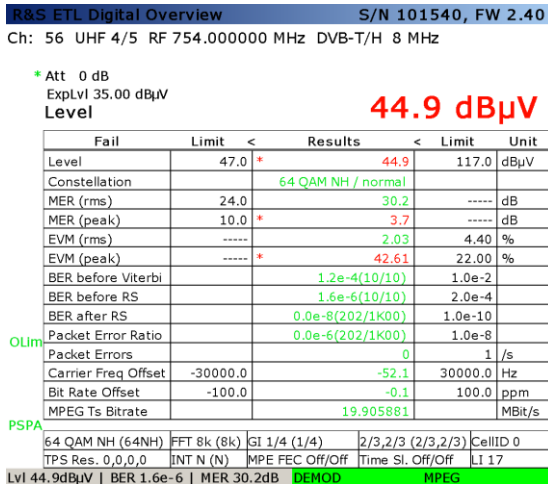 R&S ETL Digital Overview S/N 101540, FW 2.40
Ch: 56 UHF 4/5 RF 754.000000 MHz DVB-T/H 8 MHz
* Att 0 dB
ExpLvl 35.00 dBµV
Level 44.9 dBµV
Fail Limit < Results < Limit Unit
Level 47.0 * 44.9 117.0 dBµV
Constellation 64 QAM NH / normal
MER (rms) 24.0 30.2 ----- dB
MER (peak) 10.0 * 3.7 ----- dB
EVM (rms) ----- 2.03 4.40 %
EVM (peak) ----- * 42.61 22.00 %
BER before Viterbi 1.2e-4(10/10) 1.0e-2
BER before RS 1.6e-6(10/10) 2.0e-4
BER after RS 0.0e-8(202/1K00) 1.0e-10
OLim
Packet Error Ratio 0.0e-6(202/1K00) 1.0e-8
Packet Errors 0 1 /s
Carrier Freq Offset -30000.0 -52.1 30000.0 Hz
Bit Rate Offset -100.0 -0.1 100.0 ppm
MPEG Ts Bitrate 19.905881 MBit/s
PSPA
64 QAM NH (64NH) FFT 8k (8k) GI 1/4 (1/4) 2/3,2/3 (2/3,2/3) CellID 0
TPS Res. 0,0,0,0 INT N (N) MPE FEC Off/Off Time Sl. Off/Off LI 17
Lvl 44.9dBµV | BER 1.6e-6 | MER 30.2dB DEMOD MPEG